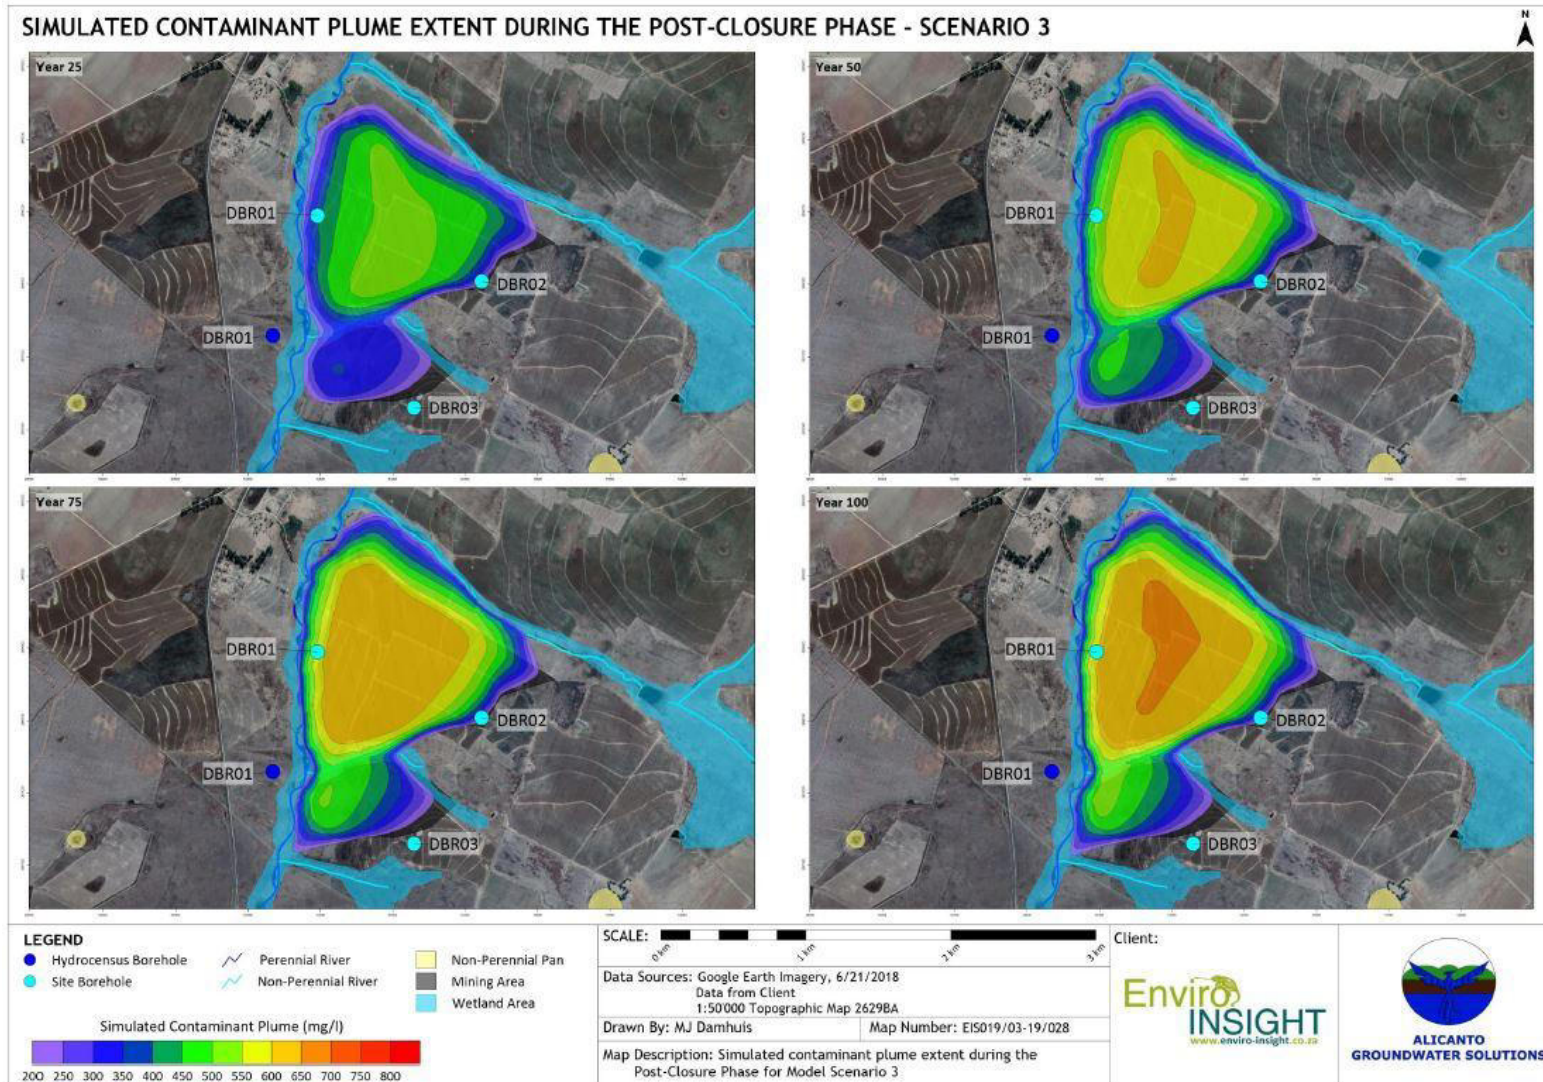 SIMULATED CONTAMINANT PLUME EXTENT DURING THE POST-CLOSURE PHASE - SCENARIO 3
N
Year 25
DBR01
DBR02
DBR01
DBR03
Year 50
DBR01
DBR02
DBR01
DBR03
Year 75
DBR01
DBR02
DBR01
DBR03
Year 100
DBR01
DBR02
DBR01
DBR03
LEGEND
Hydrocensus Borehole
Site Borehole
Perennial River
Non-Perennial River
Non-Perennial Pan
Mining Area
Wetland Area
Simulated Contaminant Plume (mg/l)
200 250 300 350 400 450 500 550 600 650 700 750 800
SCALE:
0 km 1 km 2 km 3 km
Data Sources: Google Earth Imagery, 6/21/2018
Data from Client
1:50'000 Topographic Map 2629BA
Drawn By: MJ Damhuis
Map Number: EIS019/03-19/028
Map Description: Simulated contaminant plume extent during the
Post-Closure Phase for Model Scenario 3
Client:
Enviro
INSIGHT
www.enviro-insight.co.za
ALICANTO
GROUNDWATER SOLUTIONS